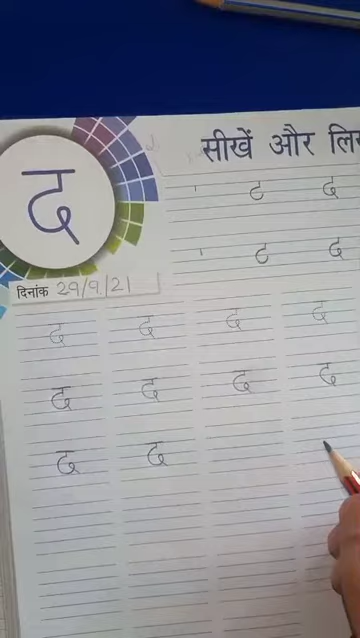 द
सीखें और लि
' ट द
' ट द
दिनांक 29/9/21
द द द द
द द द द
द द